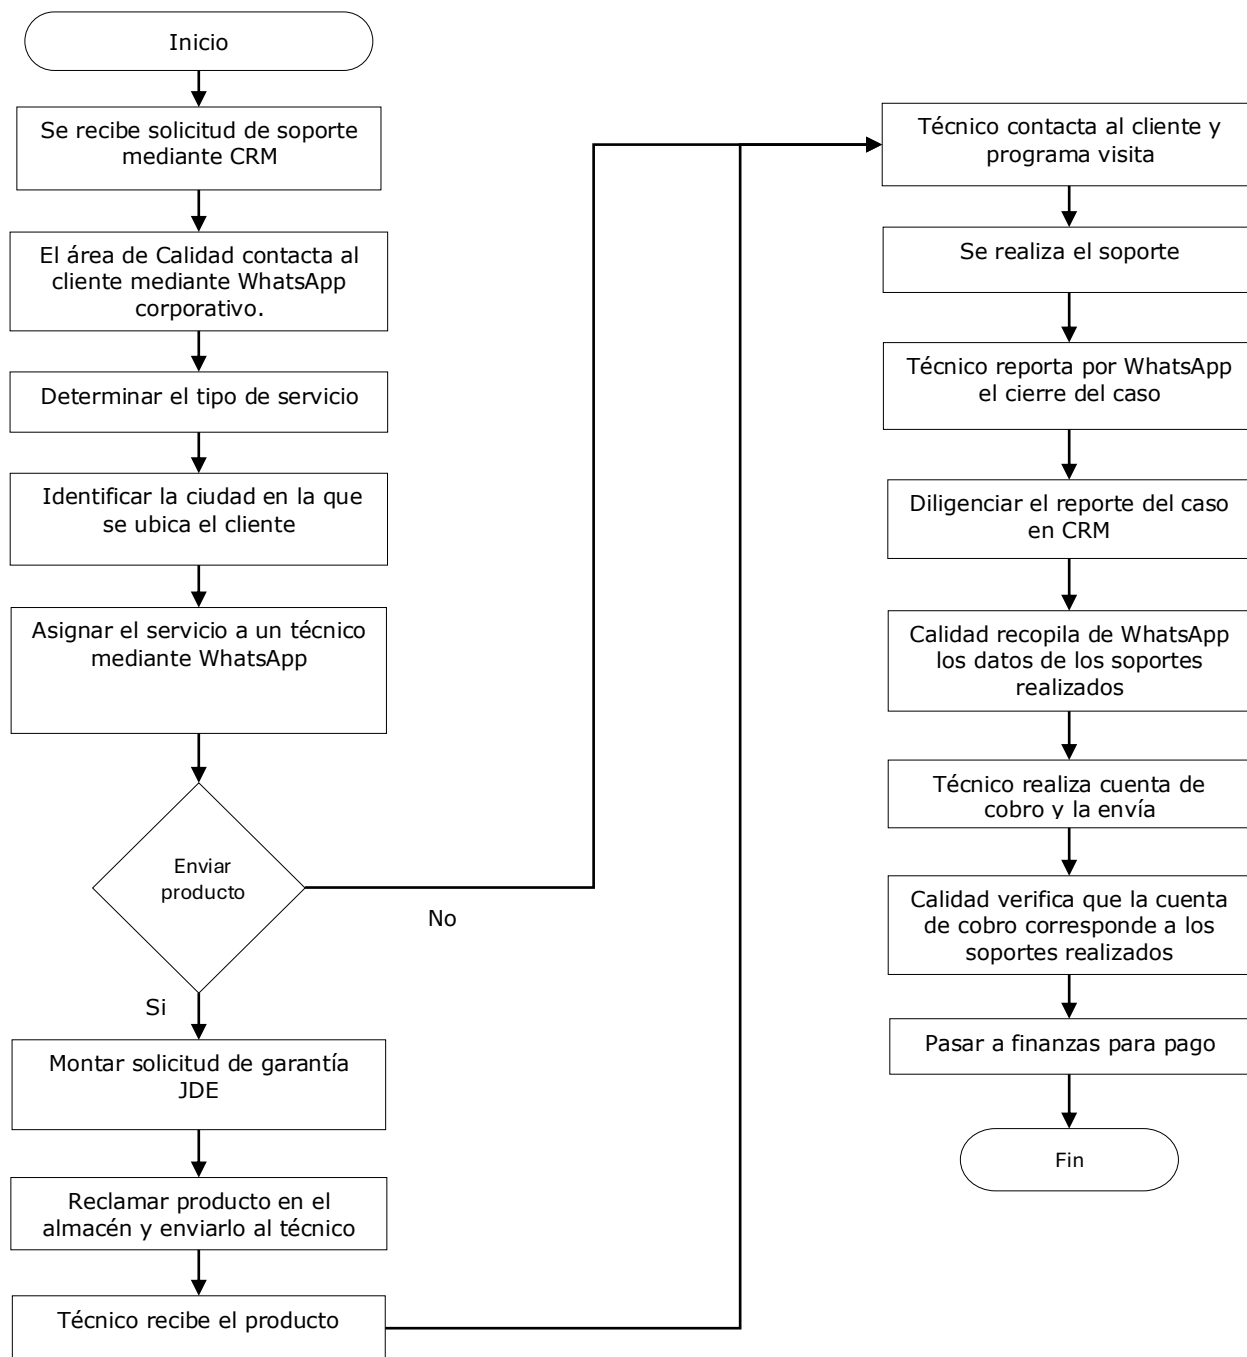 Inicio
Se recibe solicitud de soporte
mediante CRM
El área de Calidad contacta al
cliente mediante WhatsApp
corporativo.
Determinar el tipo de servicio
Identificar la ciudad en la que
se ubica el cliente
Asignar el servicio a un técnico
mediante WhatsApp
Enviar
producto
No
Si
Montar solicitud de garantía
JDE
Reclamar producto en el
almacén y enviarlo al técnico
Técnico recibe el producto
Técnico contacta al cliente y
programa visita
Se realiza el soporte
Técnico reporta por WhatsApp
el cierre del caso
Diligenciar el reporte del caso
en CRM
Calidad recopila de WhatsApp
los datos de los soportes
realizados
Técnico realiza cuenta de
cobro y la envía
Calidad verifica que la cuenta
de cobro corresponde a los
soportes realizados
Pasar a finanzas para pago
Fin